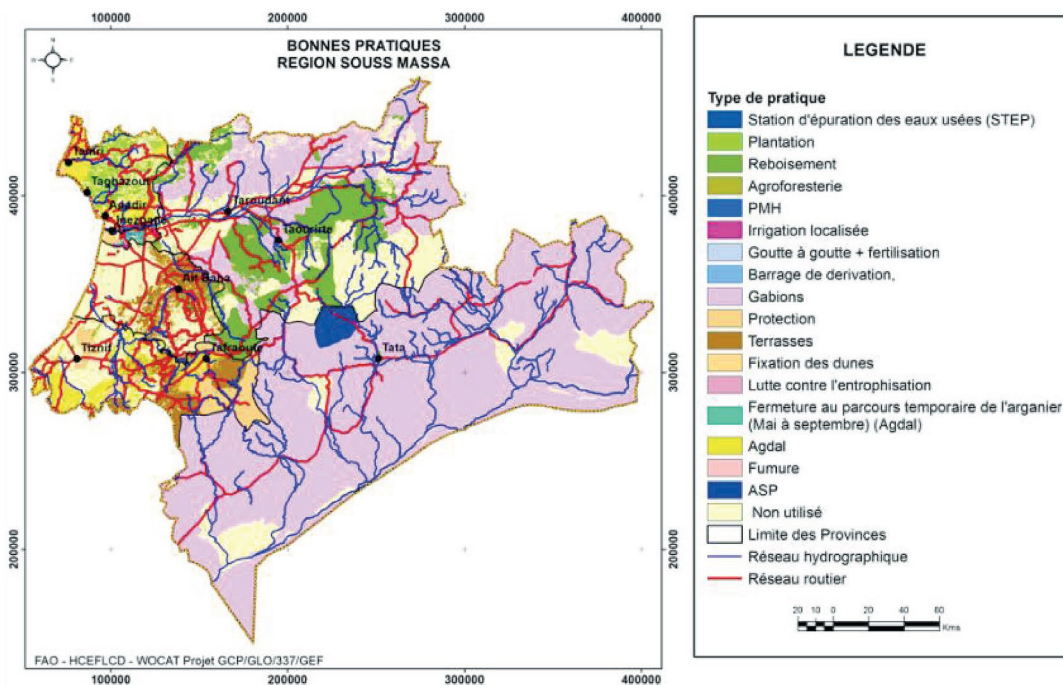 100000 200000 300000 400000
BONNES PRATIQUES
REGION SOUSS MASSA
N
W E
S
400000
300000
200000
400000
300000
200000
Tamri
Taghazout
Agadir
Inezgane
Taroudant
Taourirte
Ait Baha
Tiznit
Tafraoute
Tata
FAO - HCEFLCD - WOCAT Projet GCP/GLO/337/GEF
100000 200000 300000 400000
LEGENDE
Type de pratique
Station d'épuration des eaux usées (STEP)
Plantation
Reboisement
Agroforesterie
PMH
Irrigation localisée
Goutte à goutte + fertilisation
Barrage de derivation,
Gabions
Protection
Terrasses
Fixation des dunes
Lutte contre l'entrophisation
Fermeture au parcours temporaire de l'arganier
(Mai à septembre) (Agdal)
Agdal
Fumure
ASP
Non utilisé
Limite des Provinces
Réseau hydrographique
Réseau routier
20 10 0 20 40 60
Kms